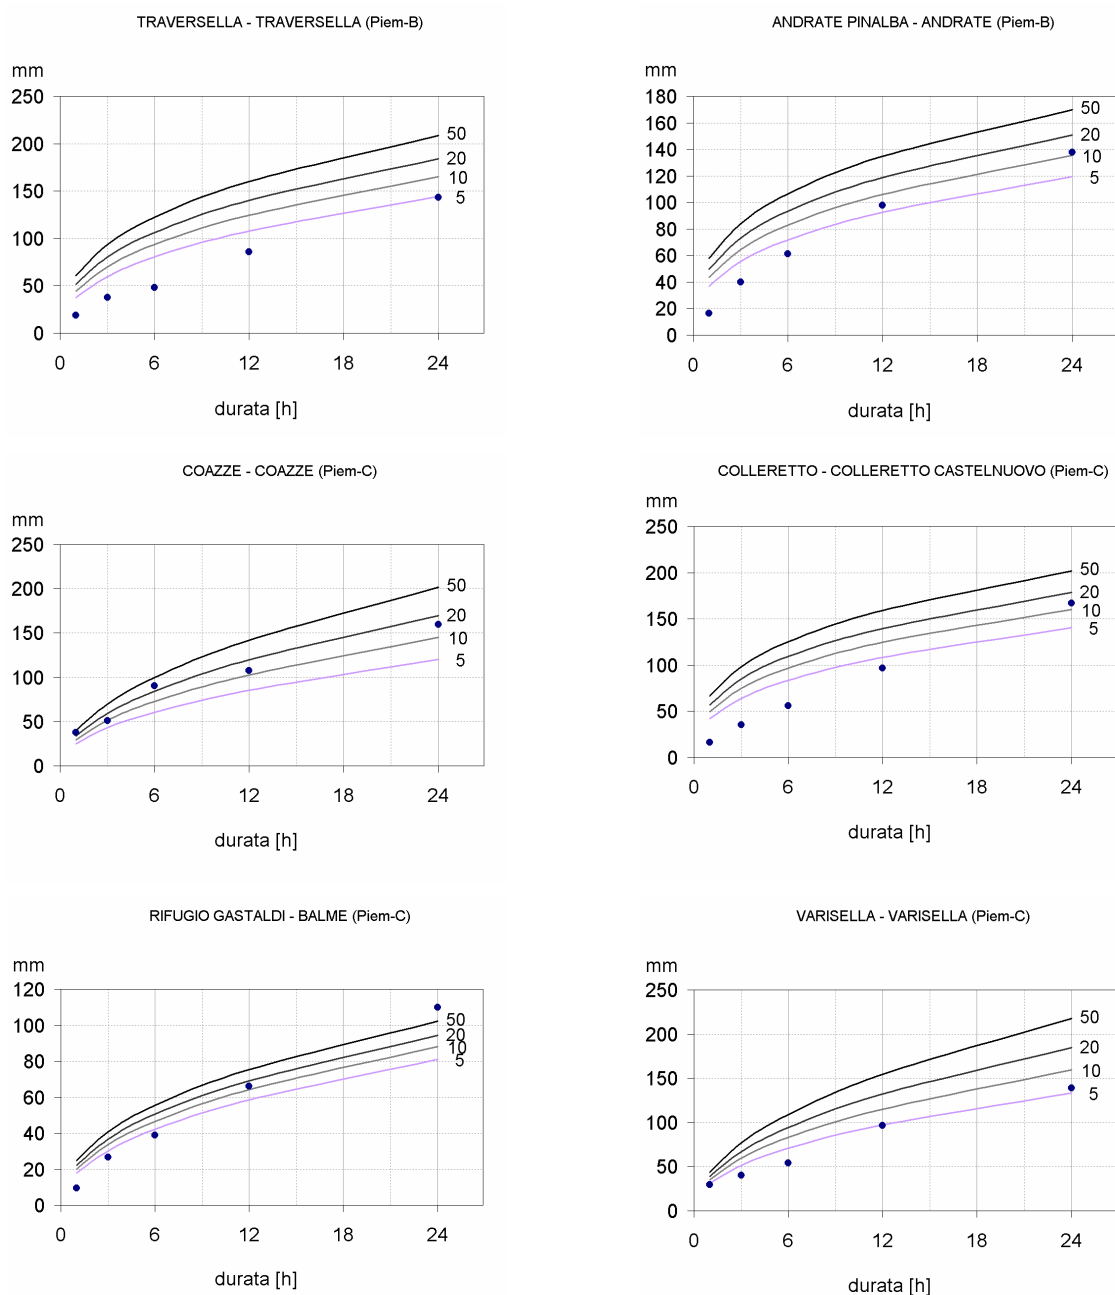 TRAVERSELLA - TRAVERSELLA (Piem-B)
mm
250
200
150
100
50
0
50
20
10
5
0 6 12 18 24
durata [h]
ANDRATE PINALBA - ANDRATE (Piem-B)
mm
180
160
140
120
100
80
60
40
20
0
50
20
10
5
0 6 12 18 24
durata [h]
COAZZE - COAZZE (Piem-C)
mm
250
200
150
100
50
0
50
20
10
5
0 6 12 18 24
durata [h]
COLLERETTO - COLLERETTO CASTELNUOVO (Piem-C)
mm
250
200
150
100
50
0
50
20
10
5
0 6 12 18 24
durata [h]
RIFUGIO GASTALDI - BALME (Piem-C)
mm
120
100
80
60
40
20
0
50
20
10
5
0 6 12 18 24
durata [h]
VARISELLA - VARISELLA (Piem-C)
mm
250
200
150
100
50
0
50
20
10
5
0 6 12 18 24
durata [h]